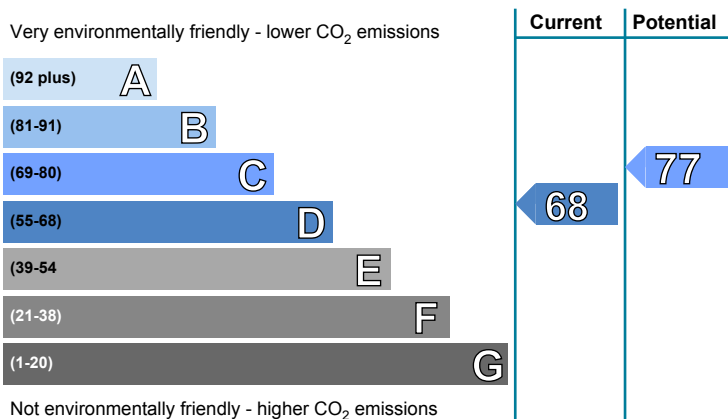 Current Potential
Very environmentally friendly - lower CO2 emissions
(92 plus) A
(81-91) B
(69-80) C
77
(55-68) D
68
(39-54 E
(21-38) F
(1-20) G
Not environmentally friendly - higher CO2 emissions